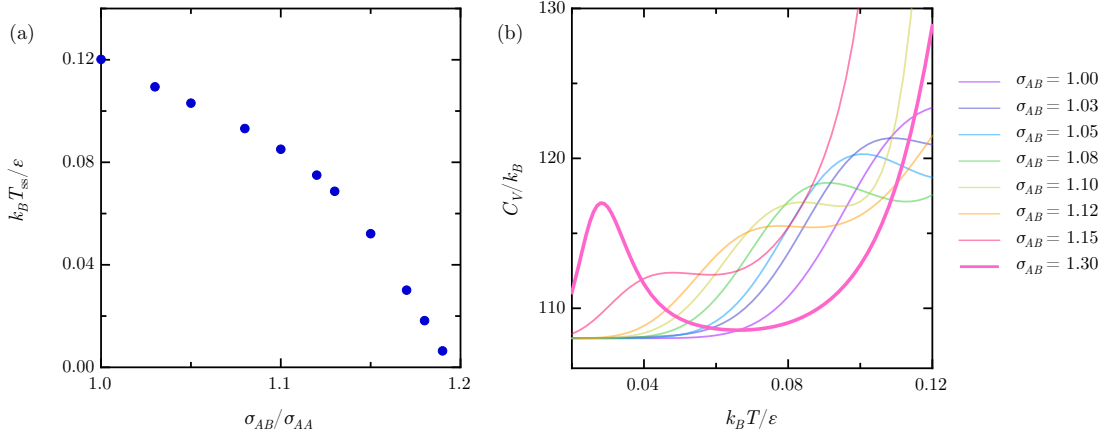 (a)
k_B T_ss/ε
0.12
0.08
0.04
0.00
1.0
1.1
1.2
σ_AB/σ_AA
(b)
C_V/k_B
130
120
110
0.04
0.08
0.12
k_B T/ε
σ_AB = 1.00
σ_AB = 1.03
σ_AB = 1.05
σ_AB = 1.08
σ_AB = 1.10
σ_AB = 1.12
σ_AB = 1.15
σ_AB = 1.30